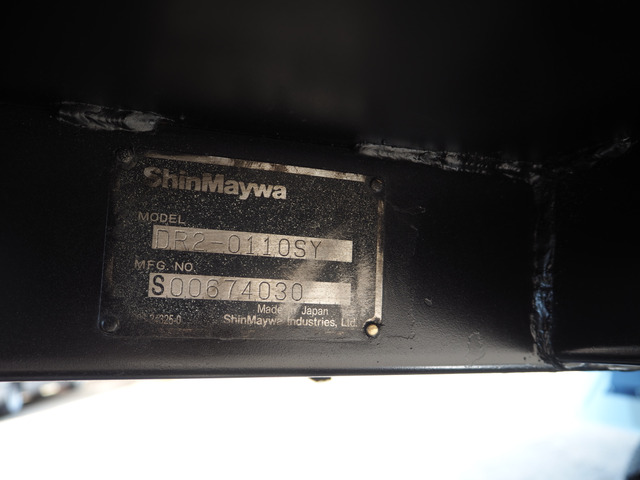 ShinMaywa
MODEL
DR2-0110SY
MFG. NO.
S00674030
Made in Japan
ShinMaywa Industries, Ltd.